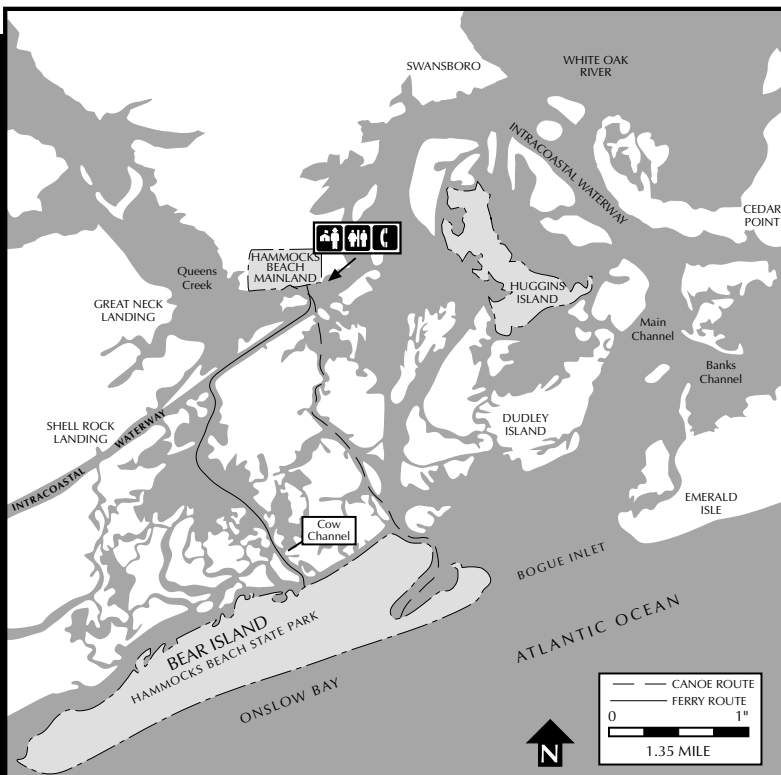 SWANSBORO
WHITE OAK
RIVER
INTRACOASTAL WATERWAY
CEDAR
POINT
HAMMOCKS
BEACH
MAINLAND
Queens
Creek
GREAT NECK
LANDING
HUGGINS
ISLAND
Main
Channel
Banks
Channel
SHELL ROCK
LANDING
INTRACOASTAL WATERWAY
DUDLEY
ISLAND
EMERALD
ISLE
Cow
Channel
BOGUE INLET
ATLANTIC OCEAN
BEAR ISLAND
HAMMOCKS BEACH STATE PARK
ONSLOW BAY
CANOE ROUTE
FERRY ROUTE
0 1"
1.35 MILE
N